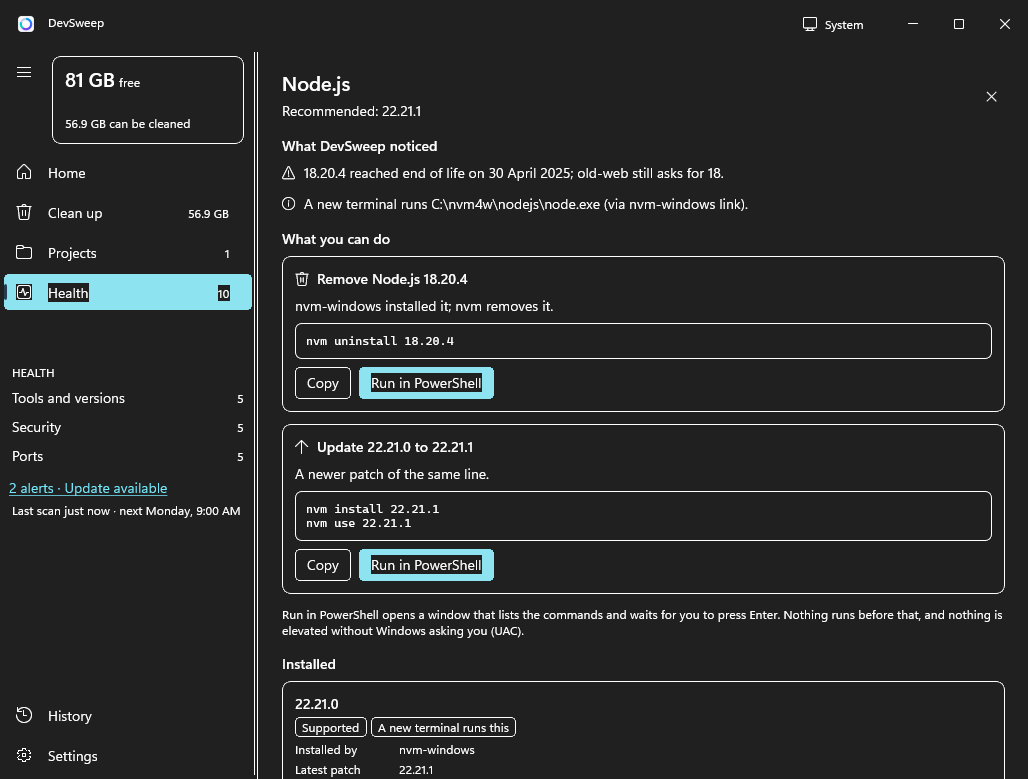 DevSweep
System
81 GB free
56.9 GB can be cleaned
Home
Clean up 56.9 GB
Projects 1
Health 10
HEALTH
Tools and versions 5
Security 5
Ports 5
2 alerts · Update available
Last scan just now · next Monday, 9:00 AM
History
Settings
Node.js
Recommended: 22.21.1
What DevSweep noticed
18.20.4 reached end of life on 30 April 2025; old-web still asks for 18.
A new terminal runs C:\nvm4w\nodejs\node.exe (via nvm-windows link).
What you can do
Remove Node.js 18.20.4
nvm-windows installed it; nvm removes it.
nvm uninstall 18.20.4
Copy Run in PowerShell
Update 22.21.0 to 22.21.1
A newer patch of the same line.
nvm install 22.21.1
nvm use 22.21.1
Copy Run in PowerShell
Run in PowerShell opens a window that lists the commands and waits for you to press Enter. Nothing runs before that, and nothing is
elevated without Windows asking you (UAC).
Installed
22.21.0
Supported A new terminal runs this
Installed by nvm-windows
Latest patch 22.21.1